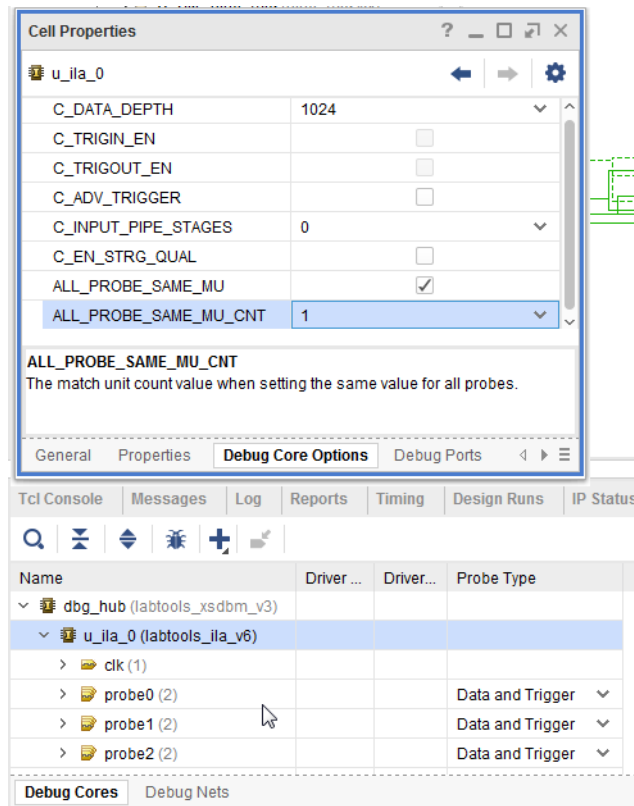 Cell Properties
u_ila_0
C_DATA_DEPTH 1024
C_TRIGIN_EN
C_TRIGOUT_EN
C_ADV_TRIGGER
C_INPUT_PIPE_STAGES 0
C_EN_STRG_QUAL
ALL_PROBE_SAME_MU
ALL_PROBE_SAME_MU_CNT 1
ALL_PROBE_SAME_MU_CNT
The match unit count value when setting the same value for all probes.
General Properties Debug Core Options Debug Ports
Tcl Console Messages Log Reports Timing Design Runs IP Status
Name Driver ... Driver... Probe Type
dbg_hub (labtools_xsdbm_v3)
u_ila_0 (labtools_ila_v6)
clk (1)
probe0 (2) Data and Trigger
probe1 (2) Data and Trigger
probe2 (2) Data and Trigger
Debug Cores Debug Nets